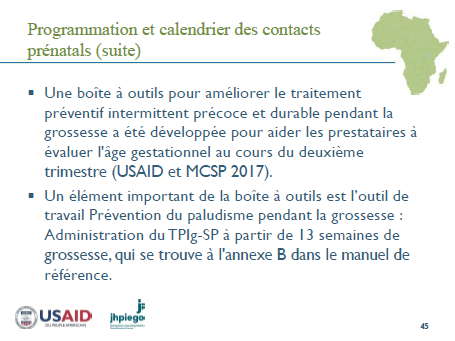 Programmation et calendrier des contacts
prénatals (suite)
▪ Une boîte à outils pour améliorer le traitement
préventif intermittent précoce et durable pendant la
grossesse a été développée pour aider les prestataires à
évaluer l'âge gestationnel au cours du deuxième
trimestre (USAID et MCSP 2017).
▪ Un élément important de la boîte à outils est l'outil de
travail Prévention du paludisme pendant la grossesse :
Administration du TPIg-SP à partir de 13 semaines de
grossesse, qui se trouve à l'annexe B dans le manuel de
référence.
USAID
jhpiego
45